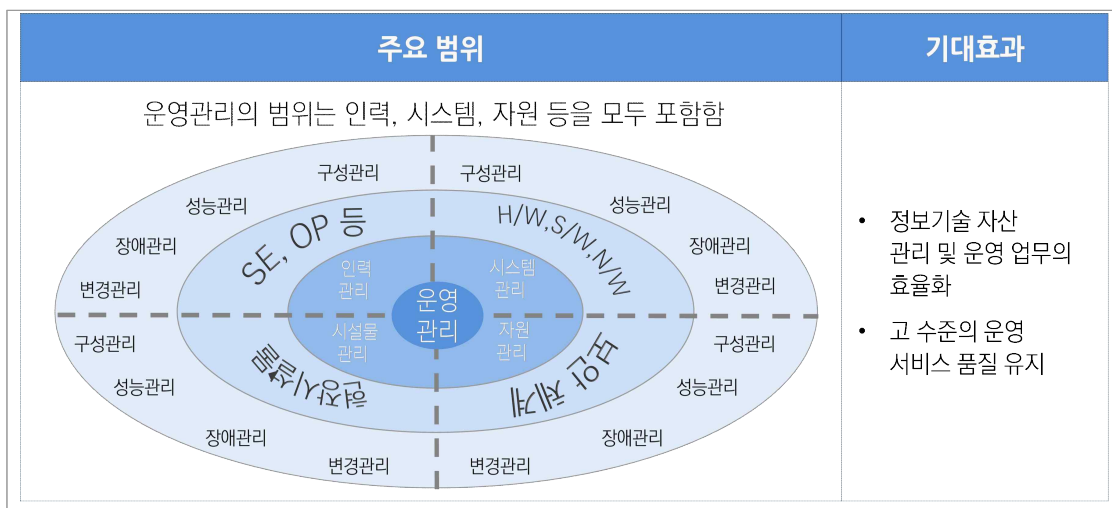 주요 범위
기대효과
운영관리의 범위는 인력, 시스템, 자원 등을 모두 포함함
구성관리
구성관리
성능관리
성능관리
장애관리
장애관리
변경관리
변경관리
SE, OP 등
H/W,S/W,N/W
인력
관리
시스템
관리
운영
관리
시설물
관리
자원
관리
현장시설물
보안 체계
구성관리
구성관리
성능관리
성능관리
장애관리
장애관리
변경관리
변경관리
• 정보기술 자산
관리 및 운영 업무의
효율화
• 고 수준의 운영
서비스 품질 유지